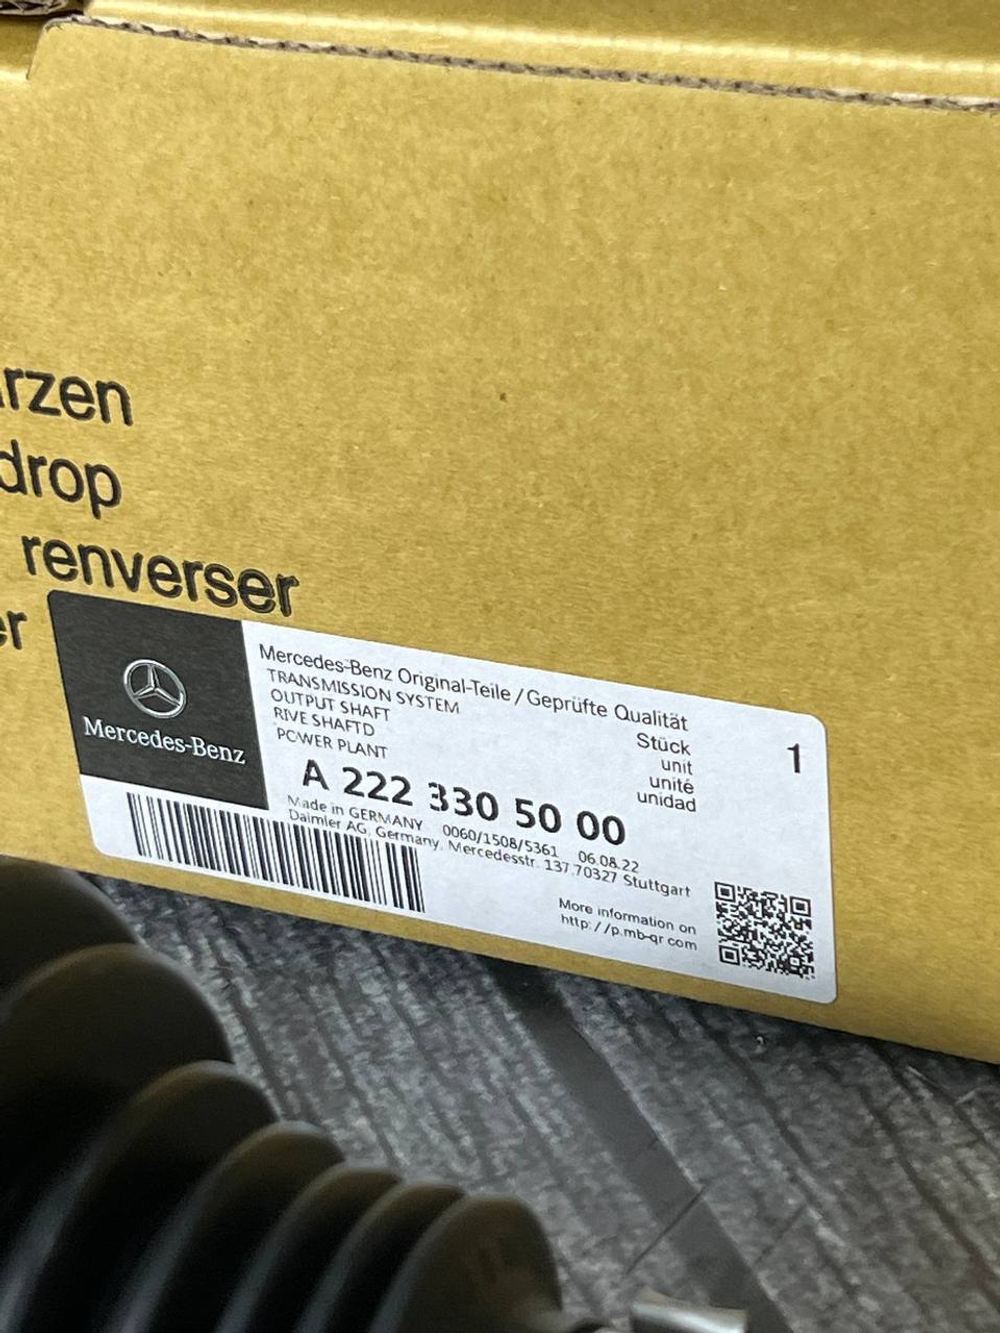 rzen
drop
renverser
er
Mercedes-Benz
Mercedes-Benz Original-Teile / Geprüfte Qualität
TRANSMISSION SYSTEM
OUTPUT SHAFT
RIVE SHAFTD
POWER PLANT
Stück
unit
unité
unidad
1
A 222 330 50 00
Made in GERMANY 0060/1508/5361 06.08.22
Daimler AG, Germany, Mercedesstr. 137,70327 Stuttgart
More information on
http://p.mb-qr.com